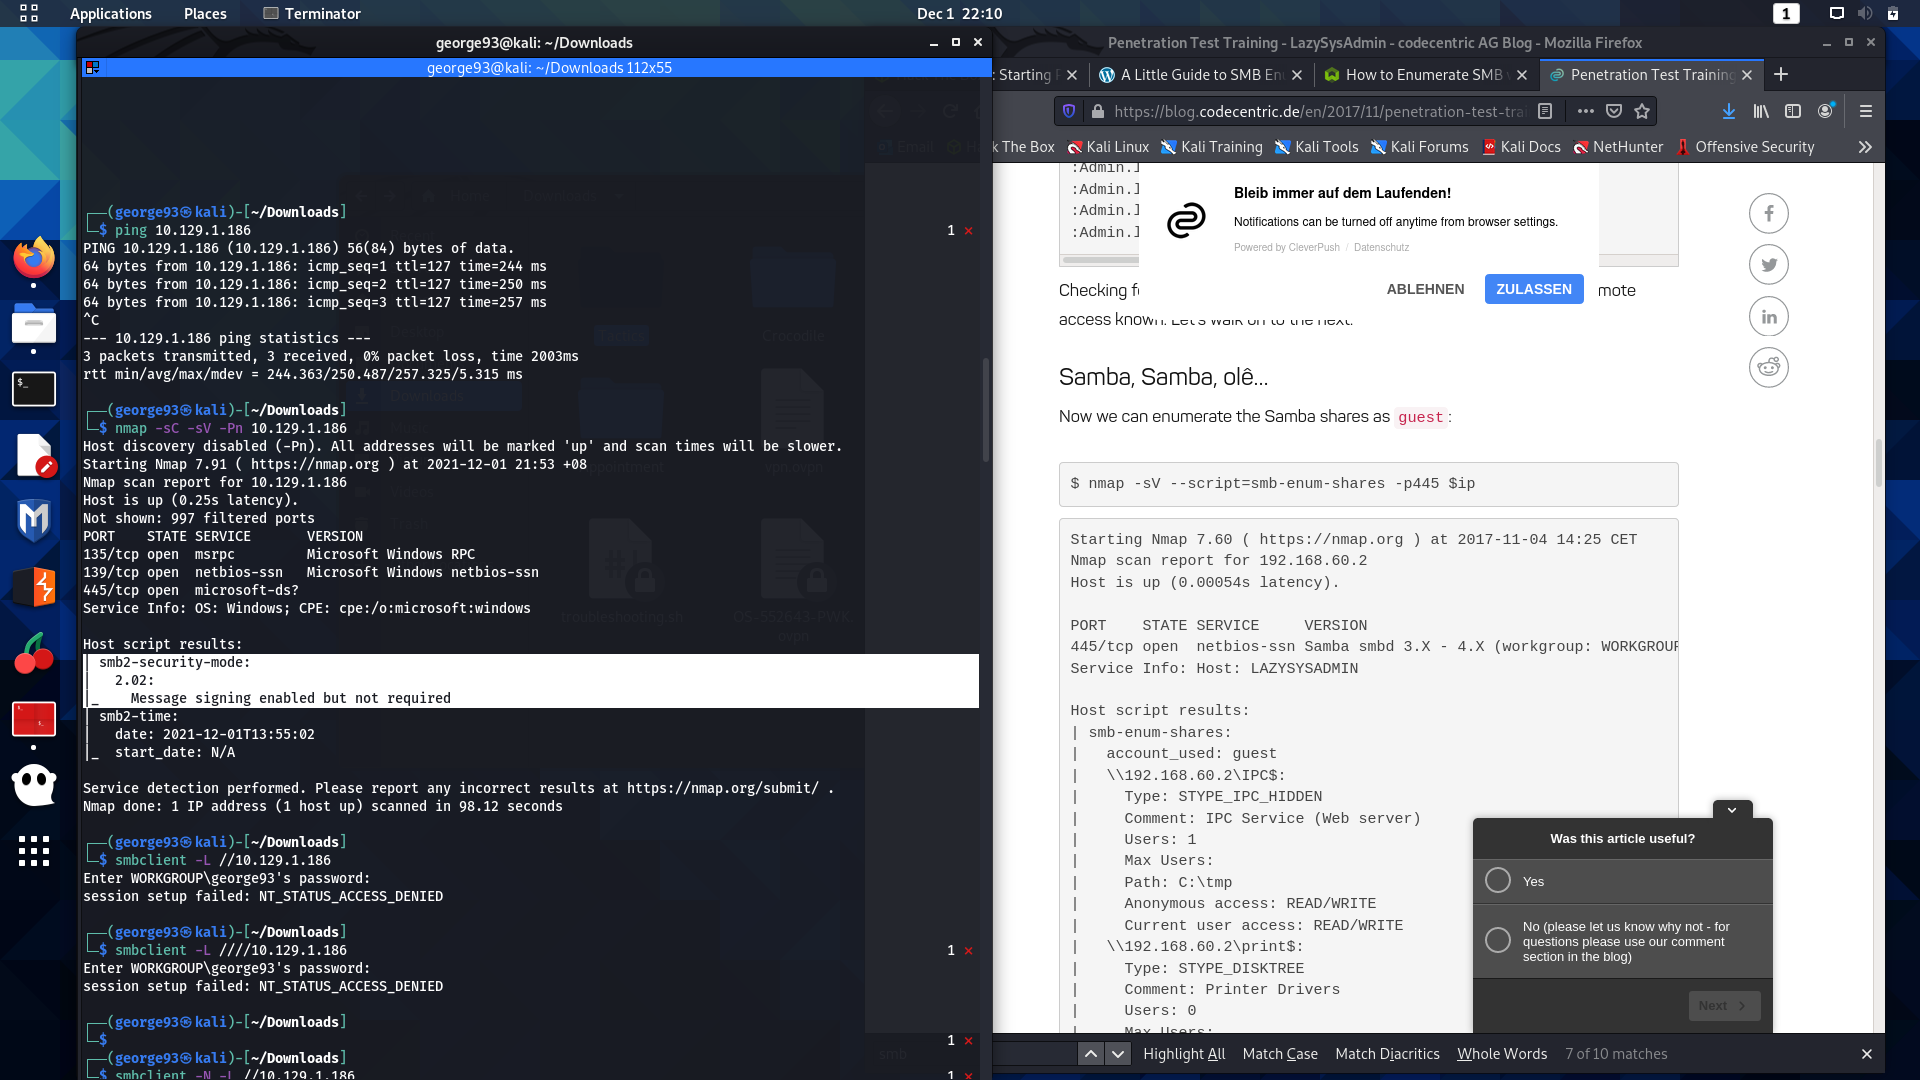 Applications Places Terminator
Dec 1 22:10
1
george93@kali: ~/Downloads
george93@kali: ~/Downloads 112x55
┌──(george93㉿kali)-[~/Downloads]
└─$ ping 10.129.1.186 1 ⨯
PING 10.129.1.186 (10.129.1.186) 56(84) bytes of data.
64 bytes from 10.129.1.186: icmp_seq=1 ttl=127 time=244 ms
64 bytes from 10.129.1.186: icmp_seq=2 ttl=127 time=250 ms
64 bytes from 10.129.1.186: icmp_seq=3 ttl=127 time=257 ms
^C
--- 10.129.1.186 ping statistics ---
3 packets transmitted, 3 received, 0% packet loss, time 2003ms
rtt min/avg/max/mdev = 244.363/250.487/257.325/5.315 ms
┌──(george93㉿kali)-[~/Downloads]
└─$ nmap -sC -sV -Pn 10.129.1.186
Host discovery disabled (-Pn). All addresses will be marked 'up' and scan times will be slower.
Starting Nmap 7.91 ( https://nmap.org ) at 2021-12-01 21:53 +08
Nmap scan report for 10.129.1.186
Host is up (0.25s latency).
Not shown: 997 filtered ports
PORT    STATE SERVICE       VERSION
135/tcp open  msrpc         Microsoft Windows RPC
139/tcp open  netbios-ssn   Microsoft Windows netbios-ssn
445/tcp open  microsoft-ds?
Service Info: OS: Windows; CPE: cpe:/o:microsoft:windows
Host script results:
| smb2-security-mode:
|   2.02:
|_    Message signing enabled but not required
| smb2-time:
|   date: 2021-12-01T13:55:02
|_  start_date: N/A
Service detection performed. Please report any incorrect results at https://nmap.org/submit/ .
Nmap done: 1 IP address (1 host up) scanned in 98.12 seconds
┌──(george93㉿kali)-[~/Downloads]
└─$ smbclient -L //10.129.1.186
Enter WORKGROUP\george93's password:
session setup failed: NT_STATUS_ACCESS_DENIED
┌──(george93㉿kali)-[~/Downloads]
└─$ smbclient -L ////10.129.1.186 1 ⨯
Enter WORKGROUP\george93's password:
session setup failed: NT_STATUS_ACCESS_DENIED
┌──(george93㉿kali)-[~/Downloads]
└─$ 1 ⨯
┌──(george93㉿kali)-[~/Downloads]
└─$ smbclient -N -L //10.129.1.186 1 ⨯
Crocodile
vpn.ovpn
troubleshooting.sh
OS-552643-PWK.
ovpn
Penetration Test Training - LazySysAdmin - codecentric AG Blog - Mozilla Firefox
: Starting P
A Little Guide to SMB En
How to Enumerate SMB
Penetration Test Training
https://blog.codecentric.de/en/2017/11/penetration-test-trai
k The Box Kali Linux Kali Training Kali Tools Kali Forums Kali Docs NetHunter Offensive Security
:Admin.
:Admin.
:Admin.
:Admin.
Bleib immer auf dem Laufenden!
Notifications can be turned off anytime from browser settings.
Powered by CleverPush / Datenschutz
ABLEHNEN ZULASSEN
Checking mote
access known. Let's walk on to the next.
Samba, Samba, olê…
Now we can enumerate the Samba shares as guest:
$ nmap -sV --script=smb-enum-shares -p445 $ip
Starting Nmap 7.60 ( https://nmap.org ) at 2017-11-04 14:25 CET
Nmap scan report for 192.168.60.2
Host is up (0.00054s latency).
PORT    STATE SERVICE     VERSION
445/tcp open  netbios-ssn Samba smbd 3.X - 4.X (workgroup: WORKGROUP
Service Info: Host: LAZYSYSADMIN
Host script results:
| smb-enum-shares:
|   account_used: guest
|   \\192.168.60.2\IPC$:
|     Type: STYPE_IPC_HIDDEN
|     Comment: IPC Service (Web server)
|     Users: 1
|     Max Users:
|     Path: C:\tmp
|     Anonymous access: READ/WRITE
|     Current user access: READ/WRITE
|   \\192.168.60.2\print$:
|     Type: STYPE_DISKTREE
|     Comment: Printer Drivers
|     Users: 0
|     Max Users:
Was this article useful?
Yes
No (please let us know why not - for
questions please use our comment
section in the blog)
Next
smb
Highlight All Match Case Match Diacritics Whole Words 7 of 10 matches